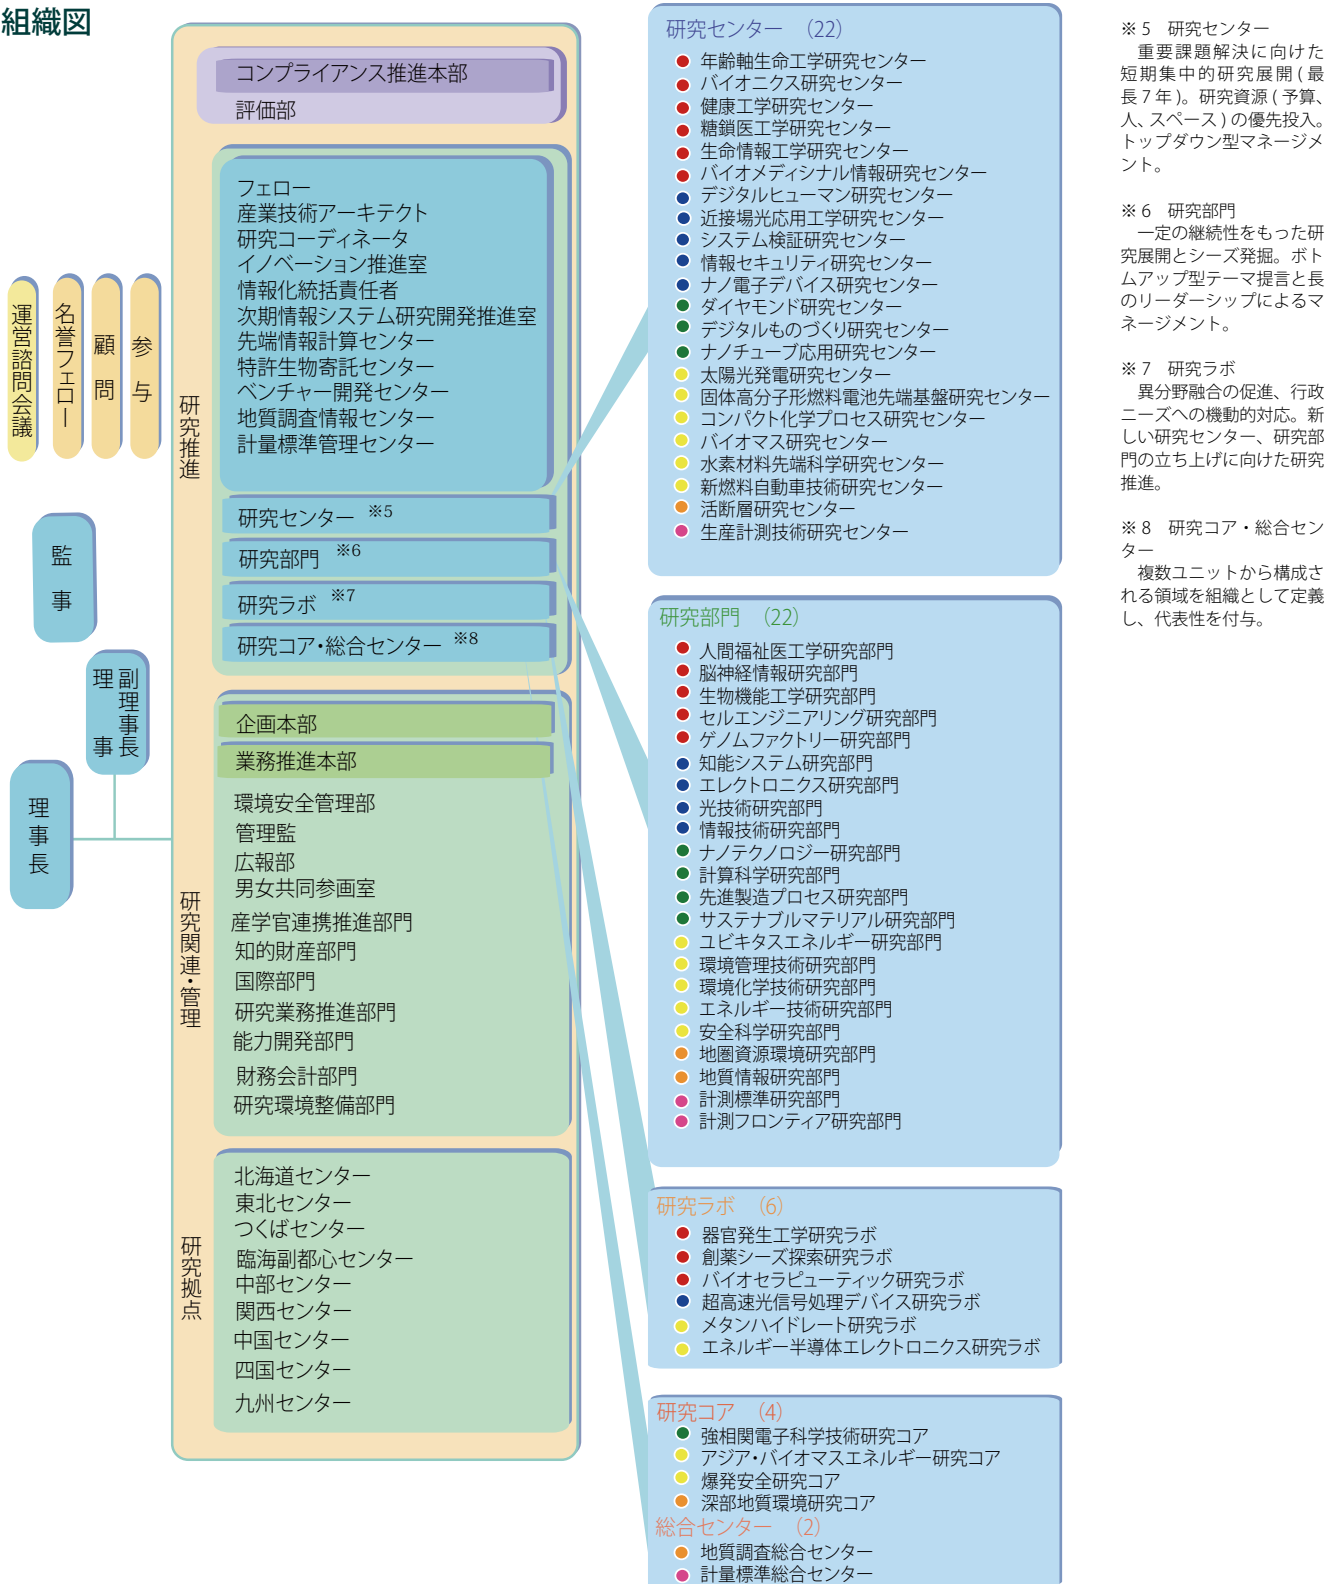 組織図
コンプライアンス推進本部
評価部
フェロー
産業技術アーキテクト
研究コーディネータ
イノベーション推進室
情報化統括責任者
次期情報システム研究開発推進室
先端情報計算センター
特許生物寄託センター
ベンチャー開発センター
地質調査情報センター
計量標準管理センター
研究推進
研究センター ※5
研究部門 ※6
研究ラボ ※7
研究コア・総合センター ※8
運営諮問会議
名誉フェロー
顧問
参与
監事
副理事長
理事
理事長
企画本部
業務推進本部
環境安全管理部
管理監
広報部
男女共同参画室
産学官連携推進部門
知的財産部門
国際部門
研究業務推進部門
能力開発部門
財務会計部門
研究環境整備部門
研究関連・管理
北海道センター
東北センター
つくばセンター
臨海副都心センター
中部センター
関西センター
中国センター
四国センター
九州センター
研究拠点
研究センター (22)
年齢軸生命工学研究センター
バイオニクス研究センター
健康工学研究センター
糖鎖医工学研究センター
生命情報工学研究センター
バイオメディシナル情報研究センター
デジタルヒューマン研究センター
近接場光応用工学研究センター
システム検証研究センター
情報セキュリティ研究センター
ナノ電子デバイス研究センター
ダイヤモンド研究センター
デジタルものづくり研究センター
ナノチューブ応用研究センター
太陽光発電研究センター
固体高分子形燃料電池先端基盤研究センター
コンパクト化学プロセス研究センター
バイオマス研究センター
水素材料先端科学研究センター
新燃料自動車技術研究センター
活断層研究センター
生産計測技術研究センター
研究部門 (22)
人間福祉医工学研究部門
脳神経情報研究部門
生物機能工学研究部門
セルエンジニアリング研究部門
ゲノムファクトリー研究部門
知能システム研究部門
エレクトロニクス研究部門
光技術研究部門
情報技術研究部門
ナノテクノロジー研究部門
計算科学研究部門
先進製造プロセス研究部門
サステナブルマテリアル研究部門
ユビキタスエネルギー研究部門
環境管理技術研究部門
環境化学技術研究部門
エネルギー技術研究部門
安全科学研究部門
地圏資源環境研究部門
地質情報研究部門
計測標準研究部門
計測フロンティア研究部門
研究ラボ (6)
器官発生工学研究ラボ
創薬シーズ探索研究ラボ
バイオセラピューティック研究ラボ
超高速光信号処理デバイス研究ラボ
メタンハイドレート研究ラボ
エネルギー半導体エレクトロニクス研究ラボ
研究コア (4)
強相関電子科学技術研究コア
アジア・バイオマスエネルギー研究コア
爆発安全研究コア
深部地質環境研究コア
総合センター (2)
地質調査総合センター
計量標準総合センター
※5 研究センター
重要課題解決に向けた
短期集中的研究展開(最
長7年)。研究資源(予算、
人、スペース)の優先投入。
トップダウン型マネージメ
ント。
※6 研究部門
一定の継続性をもった研
究展開とシーズ発掘。ボト
ムアップ型テーマ提言と長
のリーダーシップによるマ
ネージメント。
※7 研究ラボ
異分野融合の促進、行政
ニーズへの機動的対応。新
しい研究センター、研究部
門の立ち上げに向けた研究
推進。
※8 研究コア・総合セン
ター
複数ユニットから構成さ
れる領域を組織として定義
し、代表性を付与。